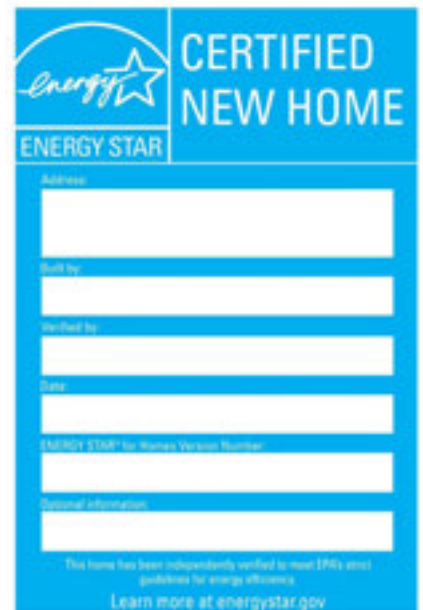 energy
ENERGY STAR
CERTIFIED
NEW HOME
Address:
Built by:
Verified by:
Date:
ENERGY STAR® for Homes Version Number:
Optional information:
This home has been independently verified to meet EPA's strict
guidelines for energy efficiency.
Learn more at energystar.gov